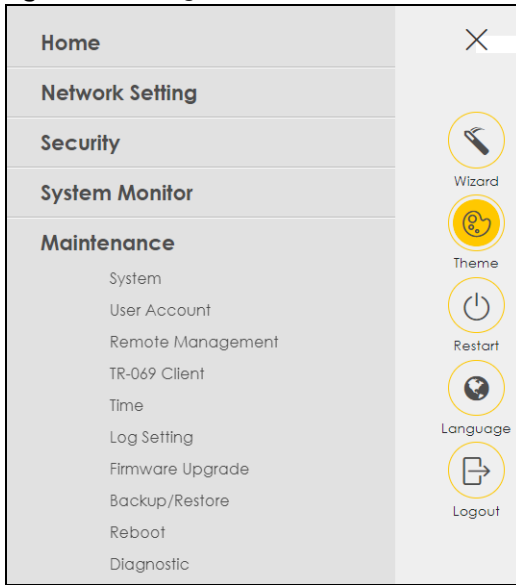 Home
Network Setting
Security
System Monitor
Maintenance
System
User Account
Remote Management
TR-069 Client
Time
Log Setting
Firmware Upgrade
Backup/Restore
Reboot
Diagnostic
Wizard
Theme
Restart
Language
Logout